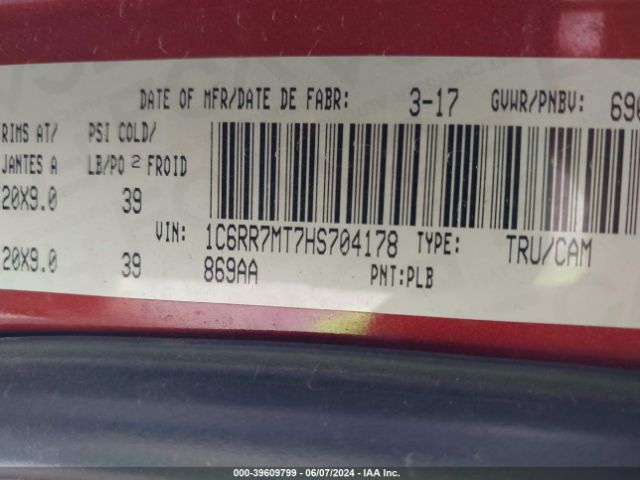 DATE OF MFR/DATE DE FABR: 3-17 GVWR/PNBV:
RIMS AT/ PSI COLD/
JANTES A LB/PO 2 FROID
20X9.0 39
VIN: 1C6RR7MT7HS704178 TYPE: TRU/CAM
20X9.0 39 869AA PNT:PLB
000-39609799 - 06/07/2024 - IAA Inc.